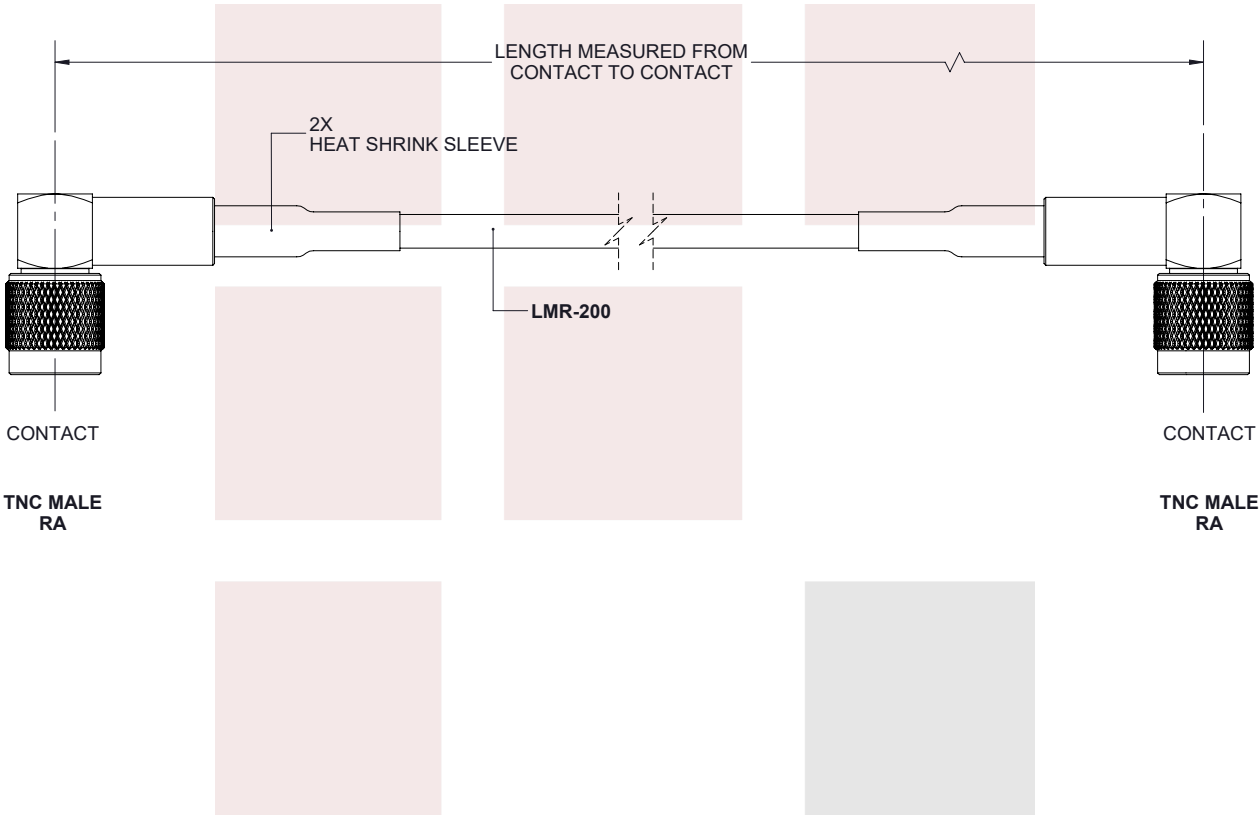 LENGTH MEASURED FROM
CONTACT TO CONTACT
2X
HEAT SHRINK SLEEVE
LMR-200
CONTACT
CONTACT
TNC MALE
RA
TNC MALE
RA